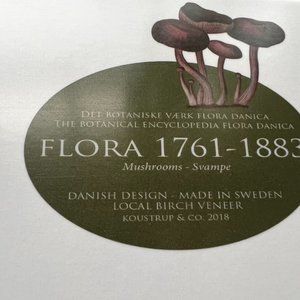 DET BOTANISKE VÆRK FLORA DANICA
THE BOTANICAL ENCYCLOPEDIA FLORA DANICA
FLORA 1761-1883
Mushrooms - Svampe
DANISH DESIGN - MADE IN SWEDEN
LOCAL BIRCH VENEER
KOUSTRUP & CO. 2018